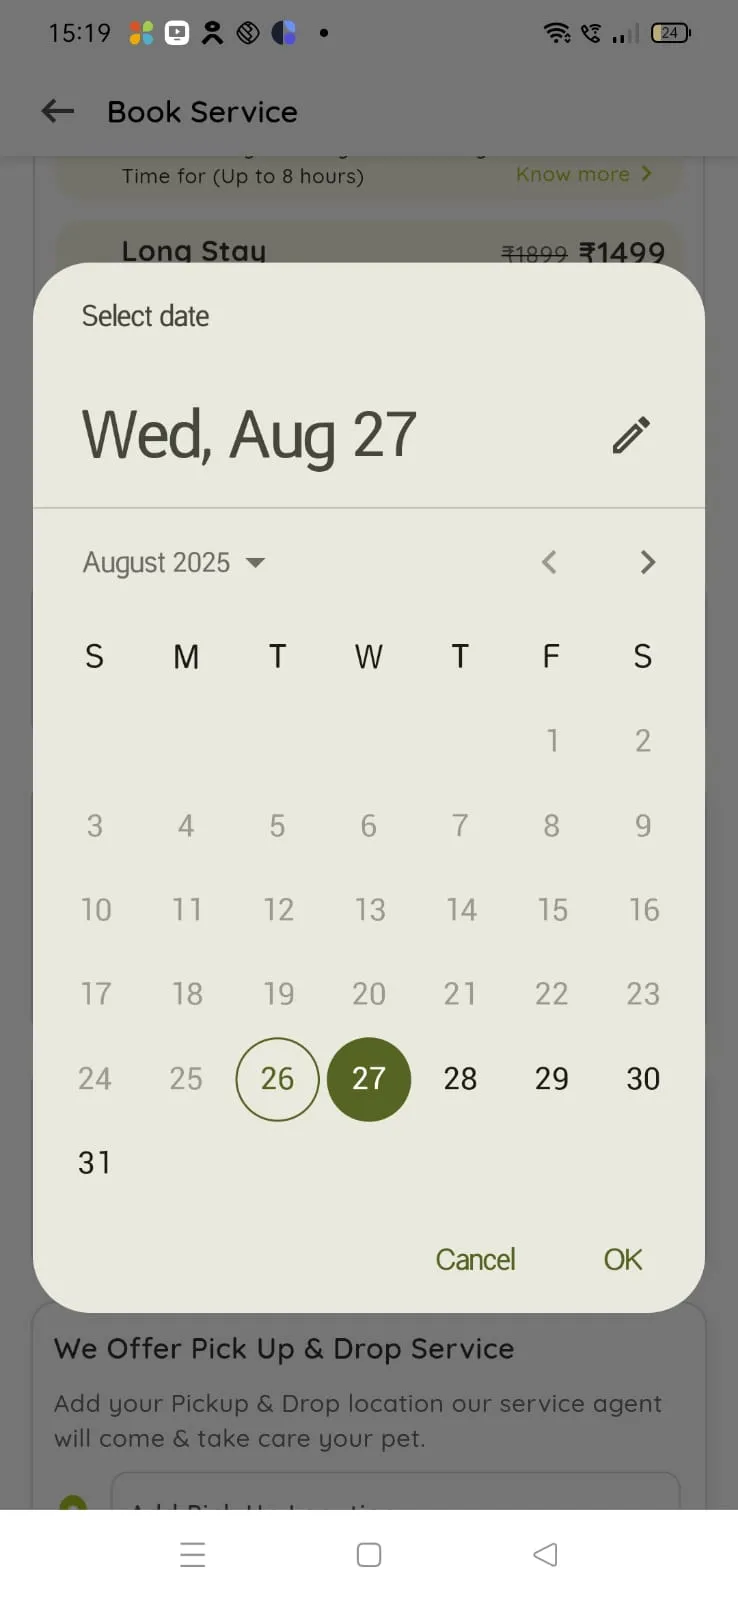 15:19
24
Book Service
Time for (Up to 8 hours)
Know more
Long Stay
₹1899 ₹1499
Select date
Wed, Aug 27
August 2025
S M T W T F S
1 2
3 4 5 6 7 8 9
10 11 12 13 14 15 16
17 18 19 20 21 22 23
24 25 26 27 28 29 30
31
Cancel OK
We Offer Pick Up & Drop Service
Add your Pickup & Drop location our service agent
will come & take care your pet.